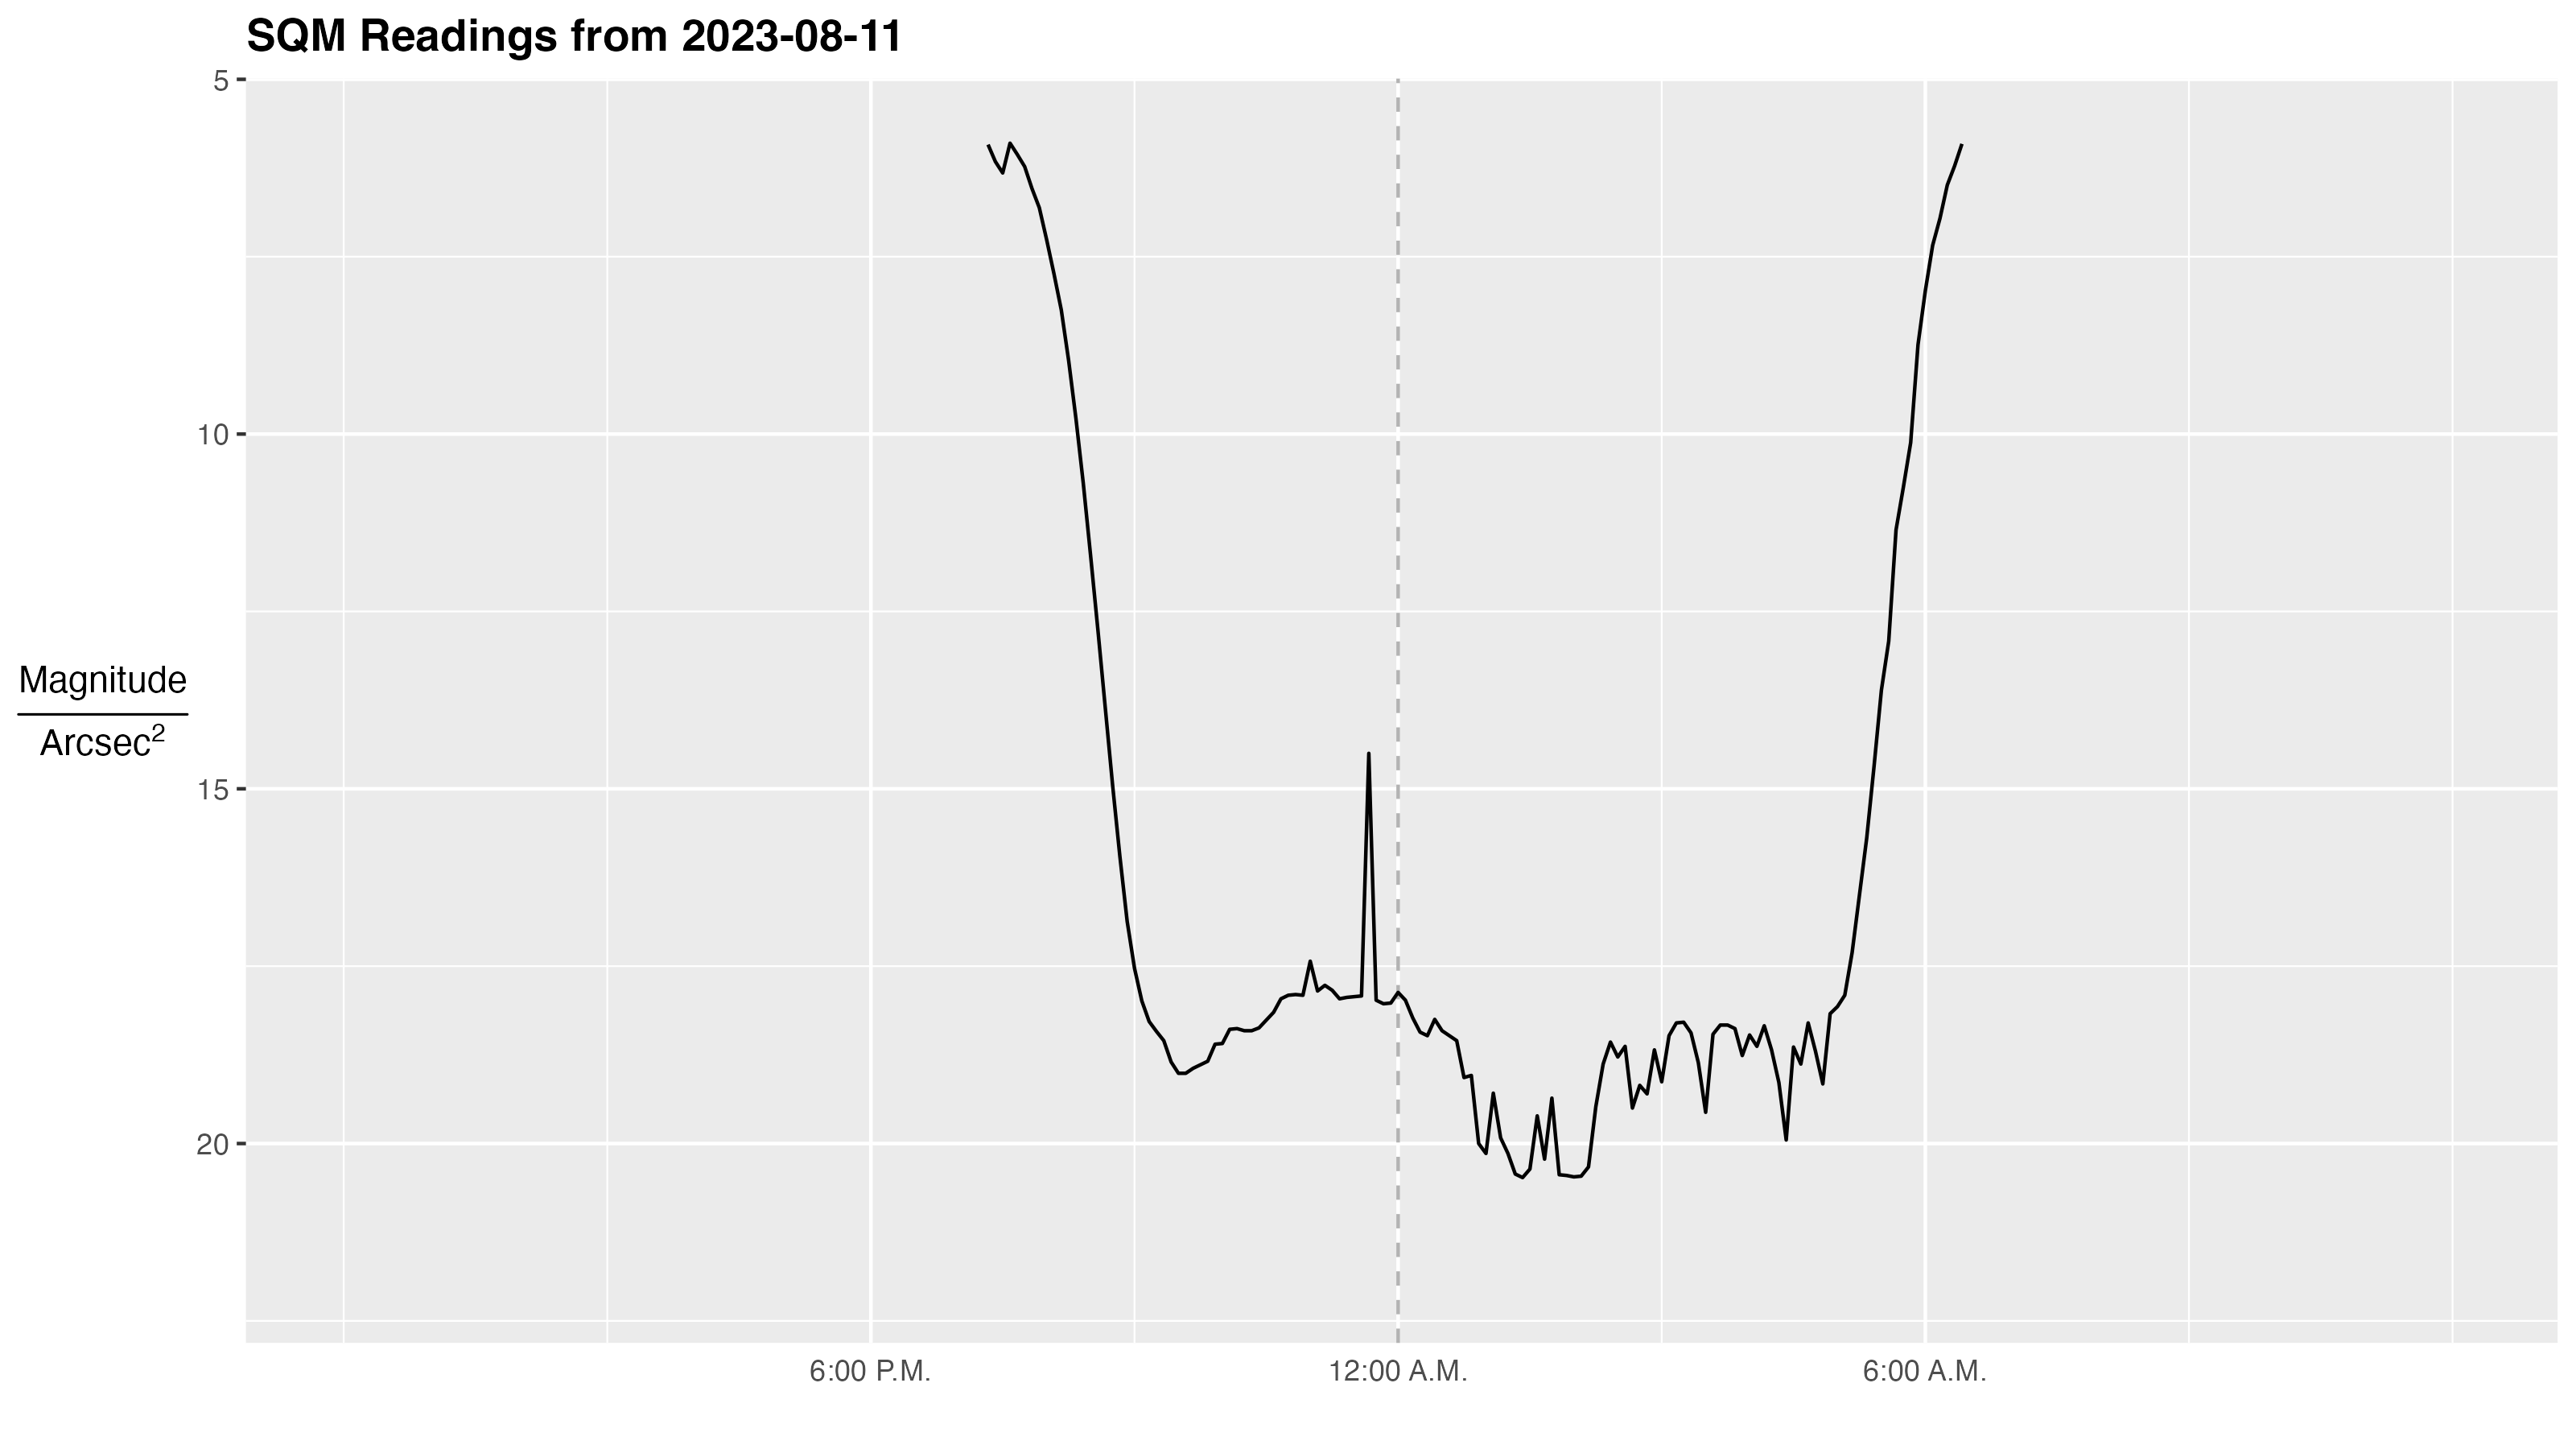 SQM Readings from 2023-08-11
5
10
Magnitude
Arcsec²
15
20
6:00 P.M.
12:00 A.M.
6:00 A.M.